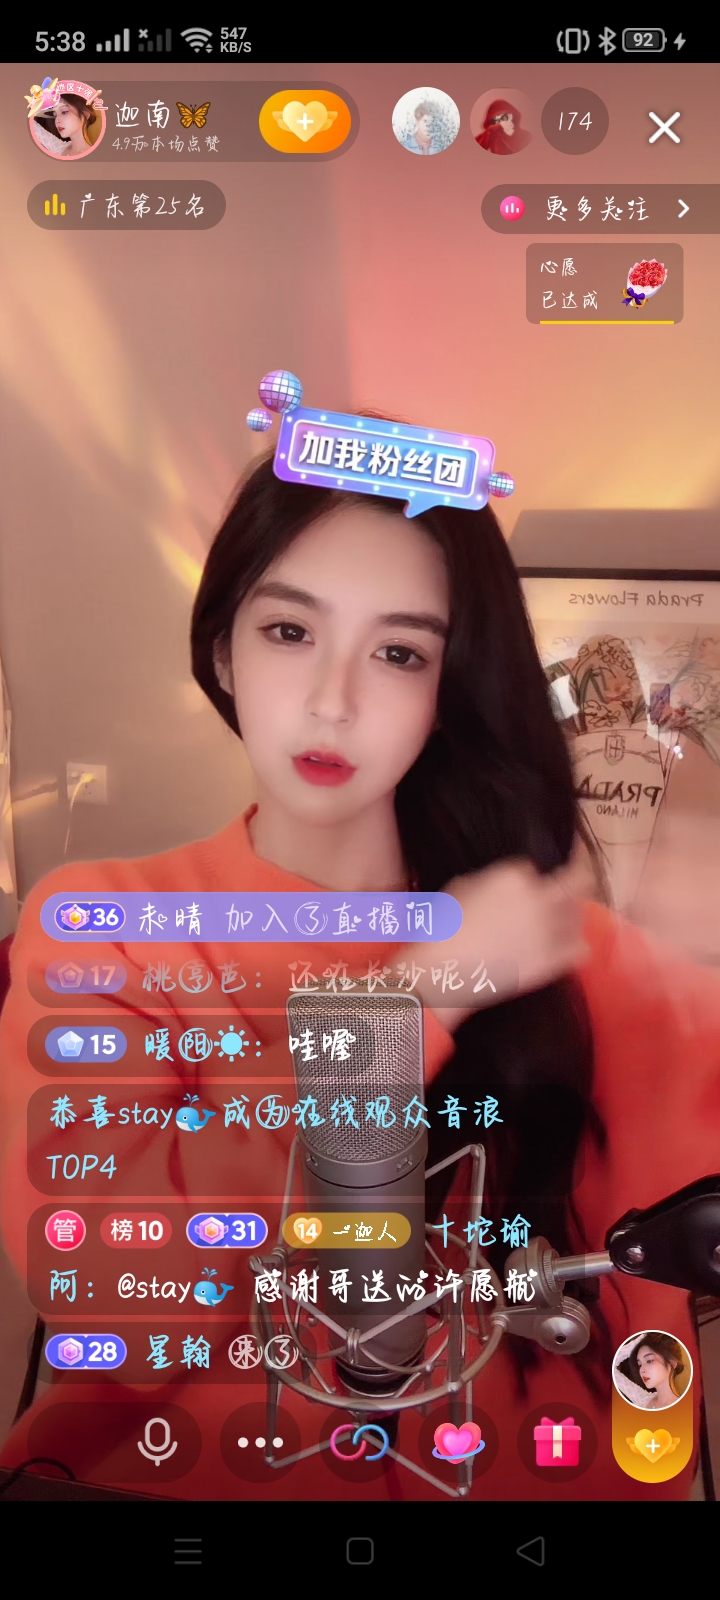 5:38
547
KB/S
92
迦南🦋
4.9万本场点赞
174
广东第25名
更多关注
心愿
已达成
加我粉丝团
Prada Flowers
PRADA
MILANO
36 未晴 加入了直播间
17 桃亨芭：还在长沙呢么
15 暖阳☀️：哇喔
恭喜stay🐳成为在线观众音浪
TOP4
管 榜10 31 14 一迦人 十坨瑜
阿：@stay🐳 感谢哥送的许愿瓶
28 星翰 来了